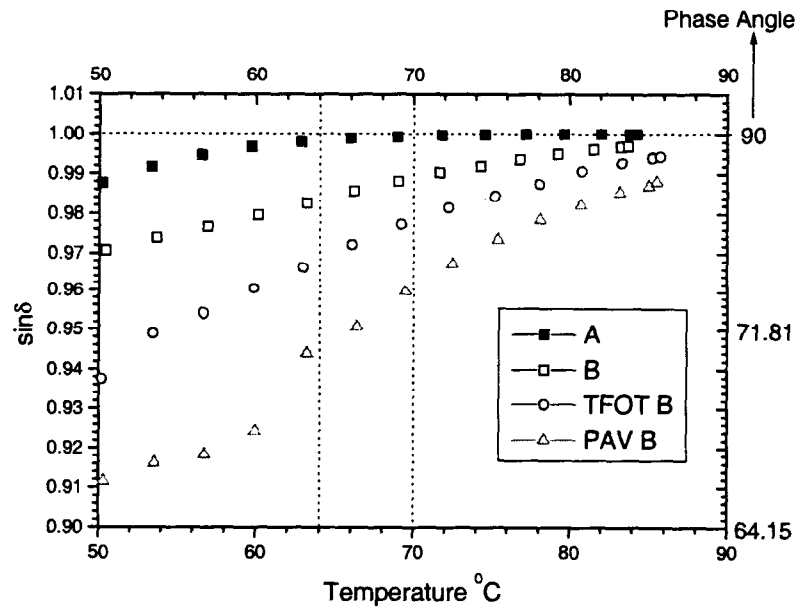 Phase Angle
50 60 70 80 90
1.01
1.00
0.99
0.98
0.97
0.96
0.95
0.94
0.93
0.92
0.91
0.90
sinδ
90
71.81
64.15
A
B
TFOT B
PAV B
50 60 70 80 90
Temperature °C